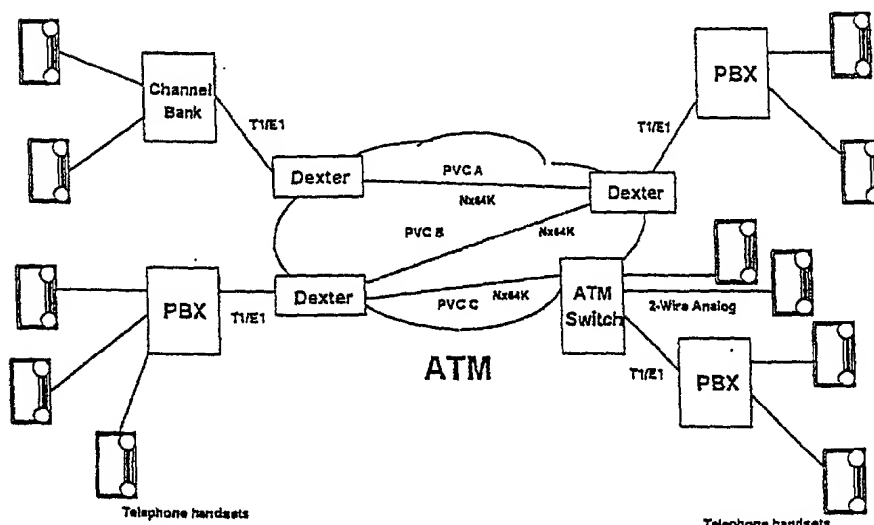 Channel
Bank
PBX
T1/E1
T1/E1
Dexter
PVC A
Nx64K
Dexter
PVC B
Nx64K
PBX
T1/E1
Dexter
PVC C
Nx64K
ATM
Switch
2-Wire Analog
ATM
T1/E1
PBX
Telephone handsets
Telephone handsets